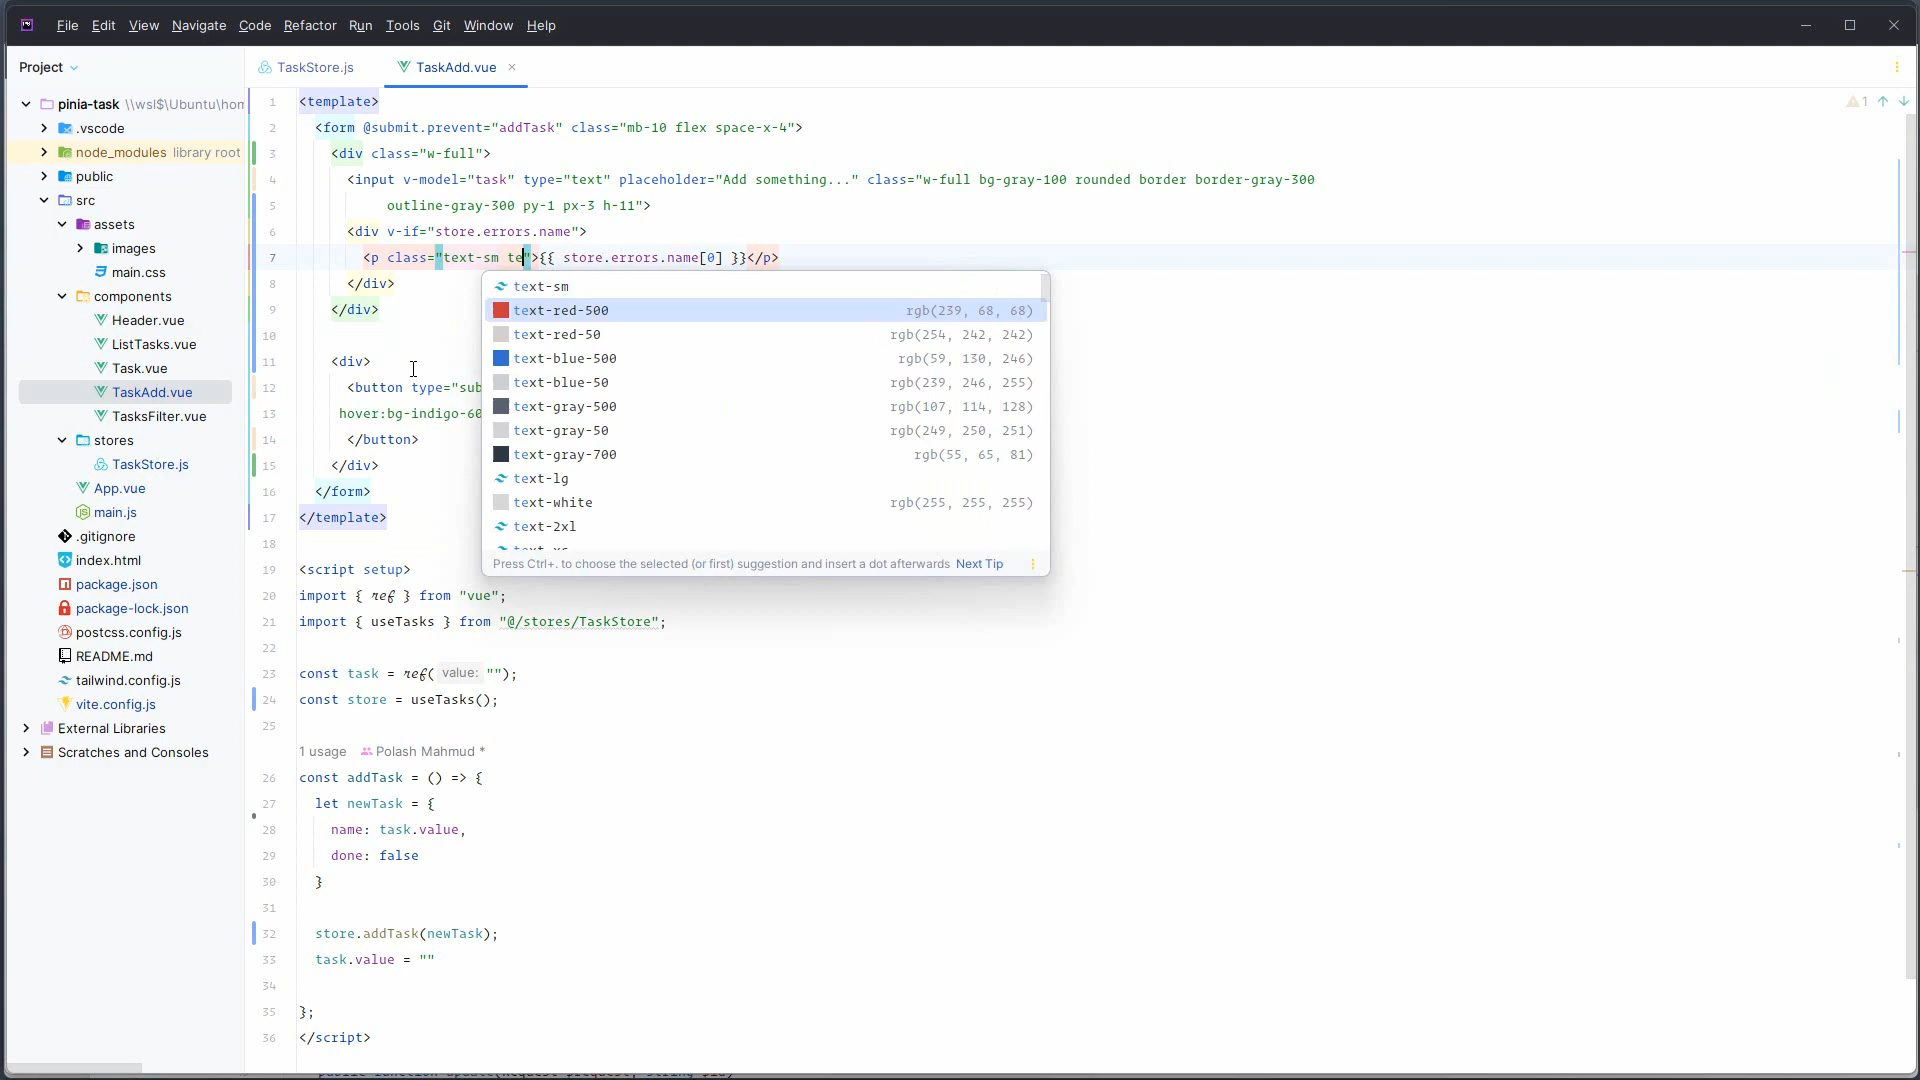 File Edit View Navigate Code Refactor Run Tools Git Window Help
Project
TaskStore.js TaskAdd.vue
pinia-task \\wsl$\Ubuntu\hom
.vscode
node_modules library root
public
src
assets
images
main.css
components
Header.vue
ListTasks.vue
Task.vue
TaskAdd.vue
TasksFilter.vue
stores
TaskStore.js
App.vue
main.js
.gitignore
index.html
package.json
package-lock.json
postcss.config.js
README.md
tailwind.config.js
vite.config.js
External Libraries
Scratches and Consoles
1
1 <template>
2 <form @submit.prevent="addTask" class="mb-10 flex space-x-4">
3 <div class="w-full">
4 <input v-model="task" type="text" placeholder="Add something..." class="w-full bg-gray-100 rounded border border-gray-300
5 outline-gray-300 py-1 px-3 h-11">
6 <div v-if="store.errors.name">
7 <p class="text-sm te">{{ store.errors.name[0] }}</p>
8 </div>
9 </div>
10
11 <div>
12 <button type="sub
13 hover:bg-indigo-60
14 </button>
15 </div>
16 </form>
17 </template>
18
19 <script setup>
20 import { ref } from "vue";
21 import { useTasks } from "@/stores/TaskStore";
22
23 const task = ref( value: "");
24 const store = useTasks();
25
1 usage Polash Mahmud *
26 const addTask = () => {
27 let newTask = {
28 name: task.value,
29 done: false
30 }
31
32 store.addTask(newTask);
33 task.value = ""
34
35 };
36 </script>
text-sm
text-red-500 rgb(239, 68, 68)
text-red-50 rgb(254, 242, 242)
text-blue-500 rgb(59, 130, 246)
text-blue-50 rgb(239, 246, 255)
text-gray-500 rgb(107, 114, 128)
text-gray-50 rgb(249, 250, 251)
text-gray-700 rgb(55, 65, 81)
text-lg
text-white rgb(255, 255, 255)
text-2xl
text-xs
Press Ctrl+. to choose the selected (or first) suggestion and insert a dot afterwards Next Tip